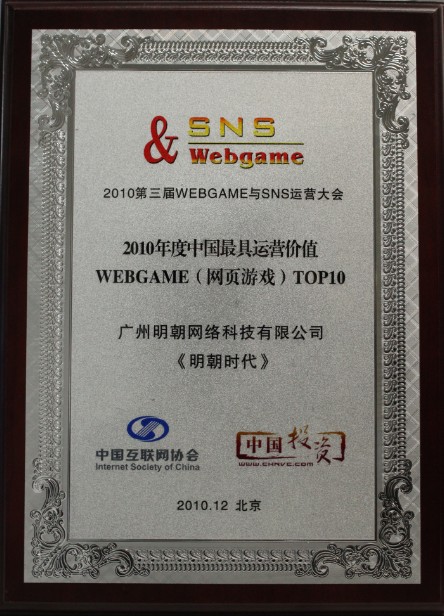 & SNS
Webgame
2010第三届WEBGAME与SNS运营大会
2010年度中国最具运营价值
WEBGAME（网页游戏）TOP10
广州明朝网络科技有限公司
《明朝时代》
中国互联网协会
Internet Society of China
中国投资
www.chnvc.com
2010.12 北京